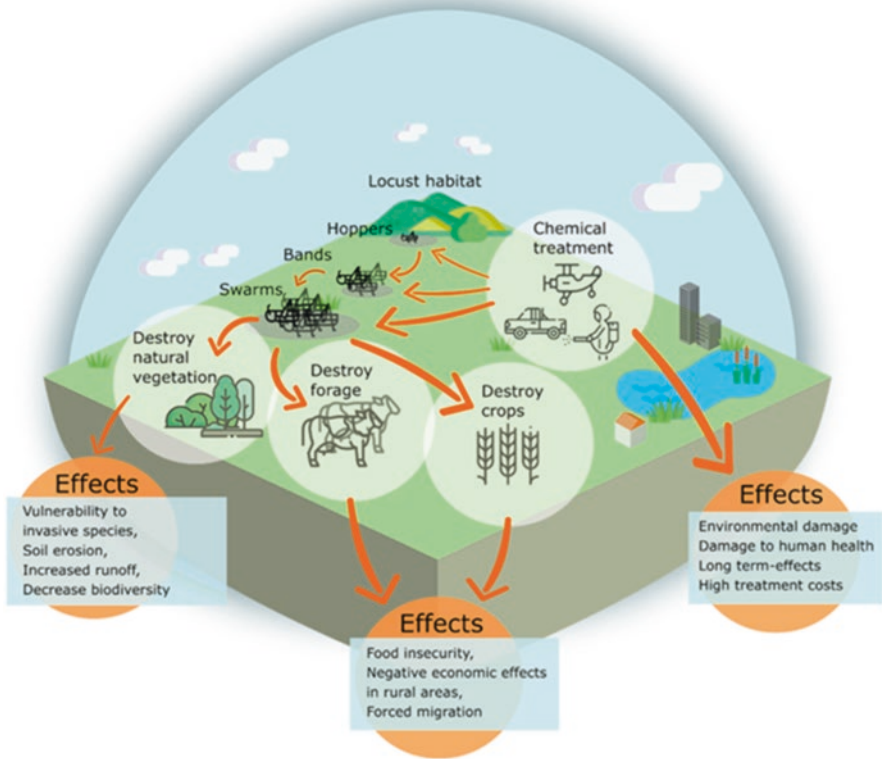 Locust habitat
Hoppers
Bands
Swarms
Chemical
treatment
Destroy
natural
vegetation
Destroy
forage
Destroy
crops
Effects
Vulnerability to
invasive species,
Soil erosion,
Increased runoff,
Decrease biodiversity
Effects
Food insecurity,
Negative economic effects
in rural areas,
Forced migration
Effects
Environmental damage
Damage to human health
Long term-effects
High treatment costs